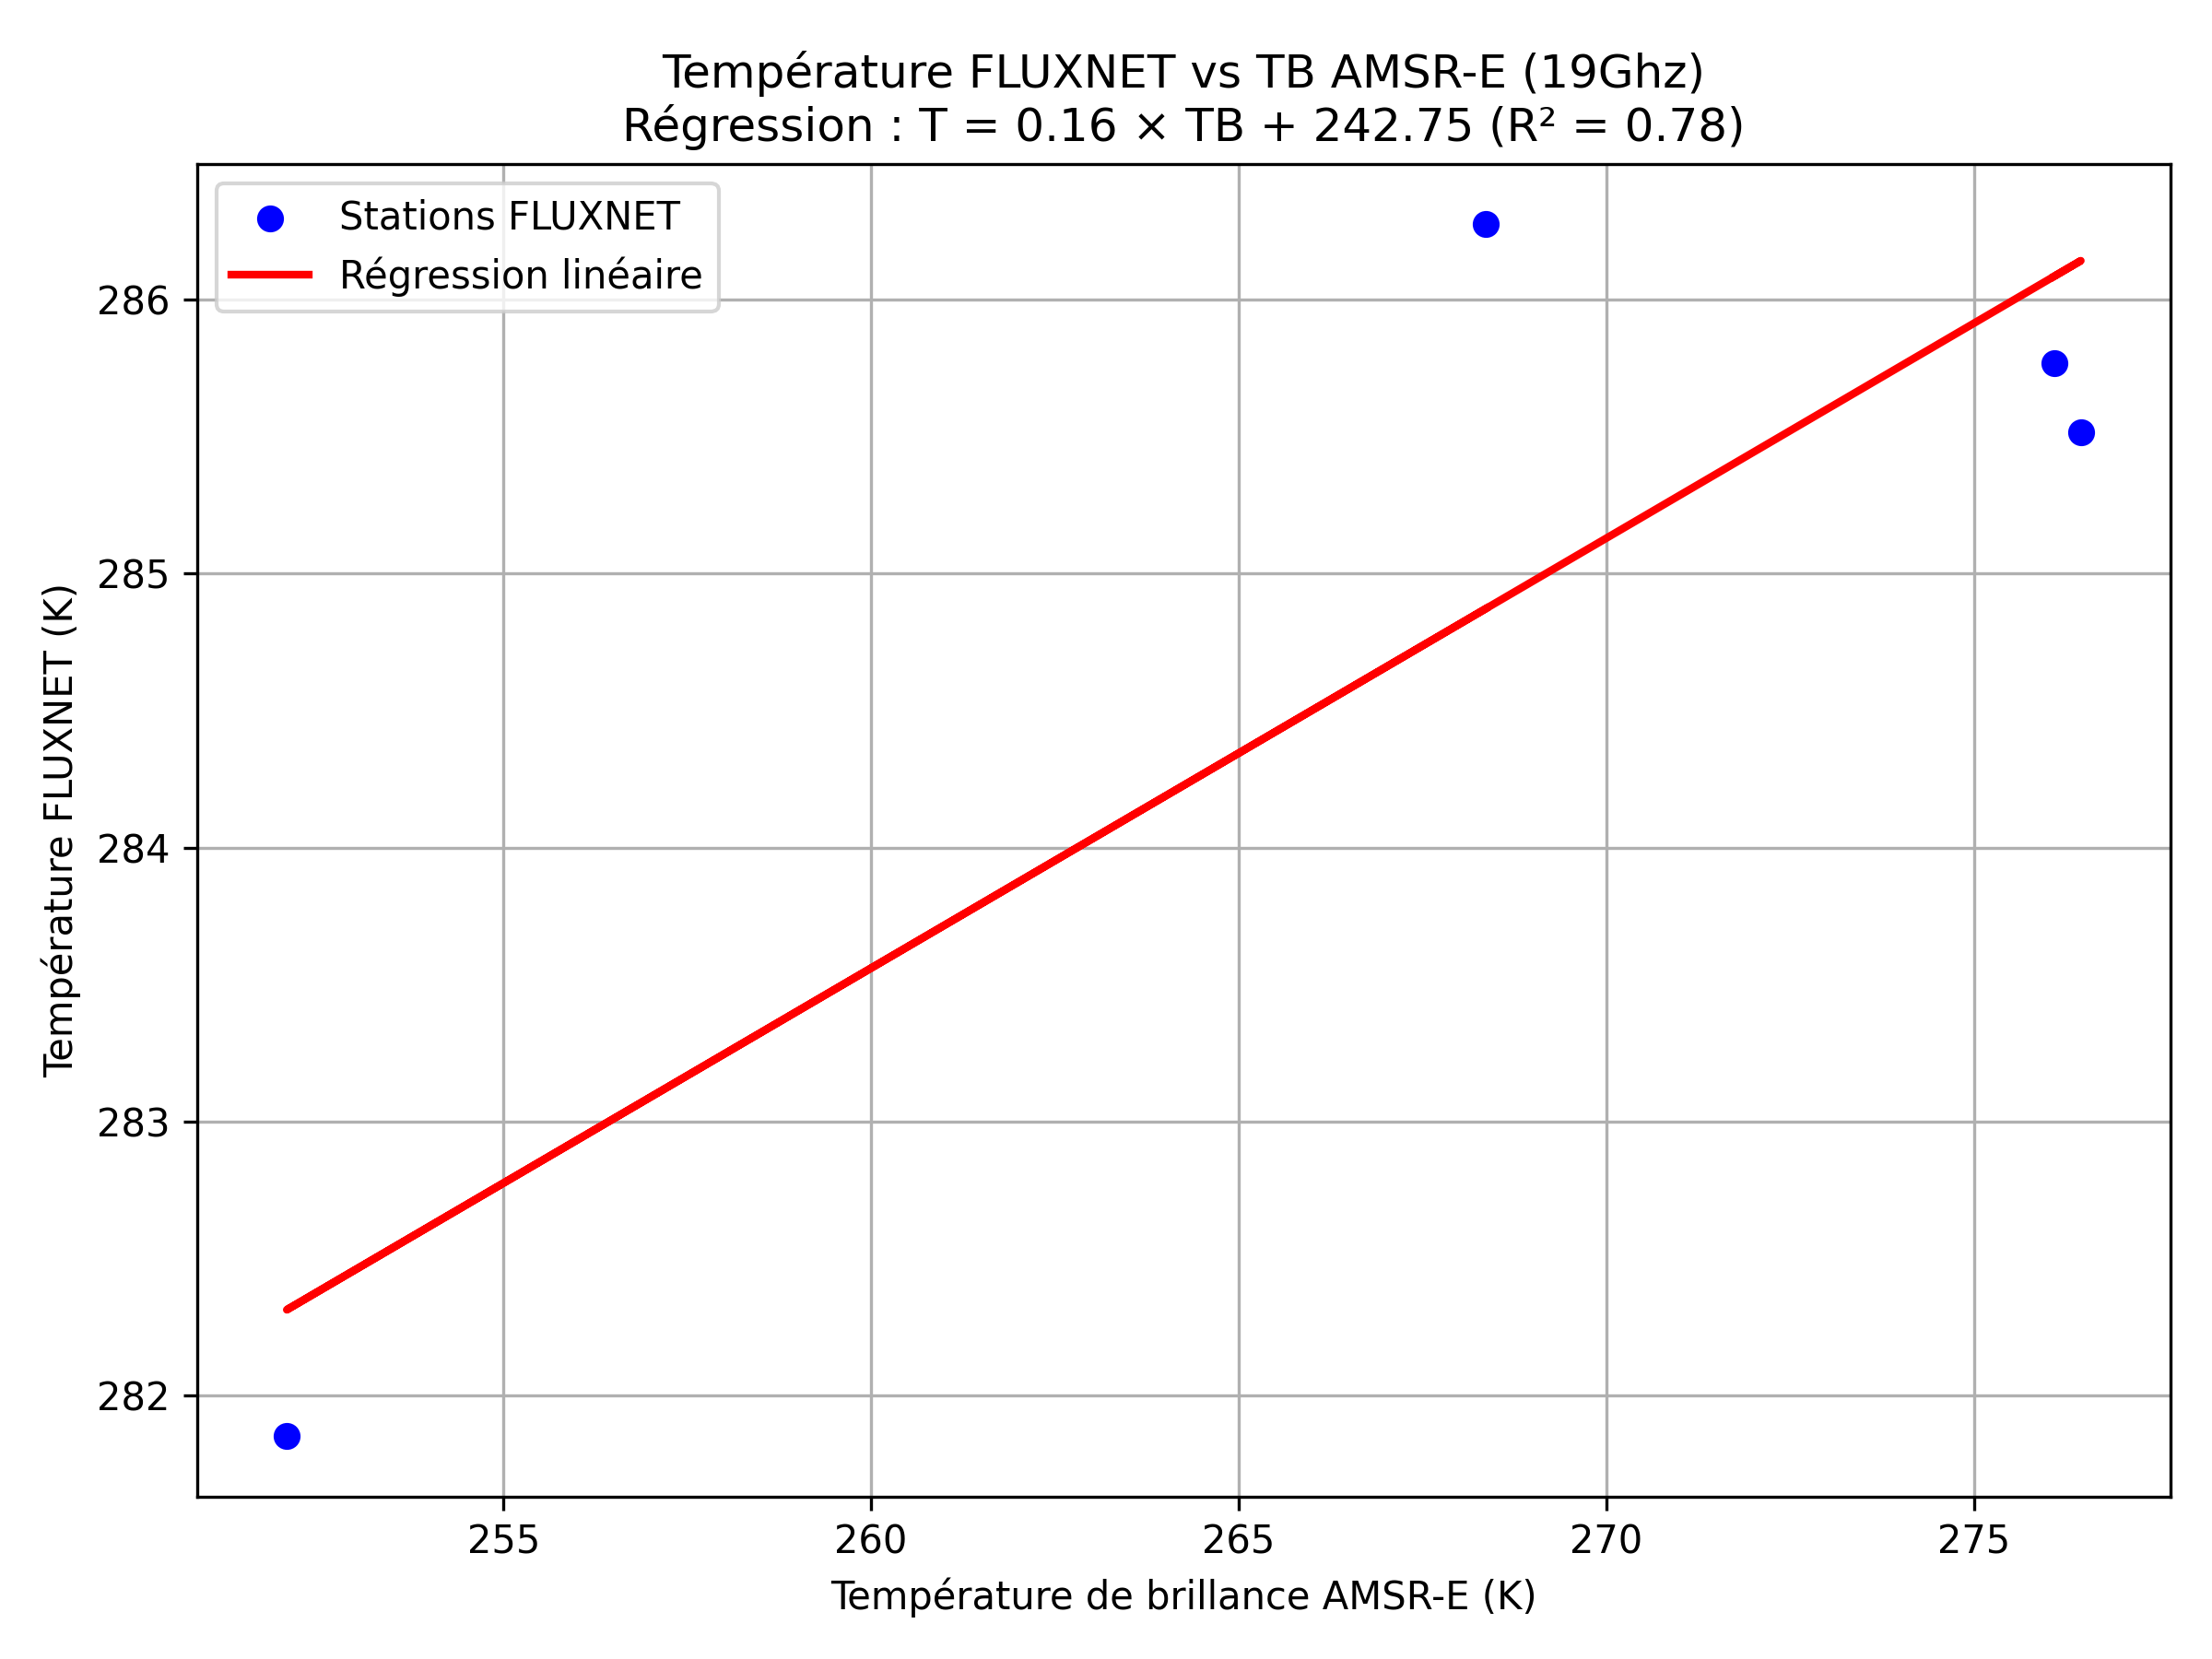 Température FLUXNET vs TB AMSR-E (19Ghz)
Régression : T = 0.16 × TB + 242.75 (R² = 0.78)
Stations FLUXNET
Régression linéaire
286
285
284
283
282
Température FLUXNET (K)
255
260
265
270
275
Température de brillance AMSR-E (K)